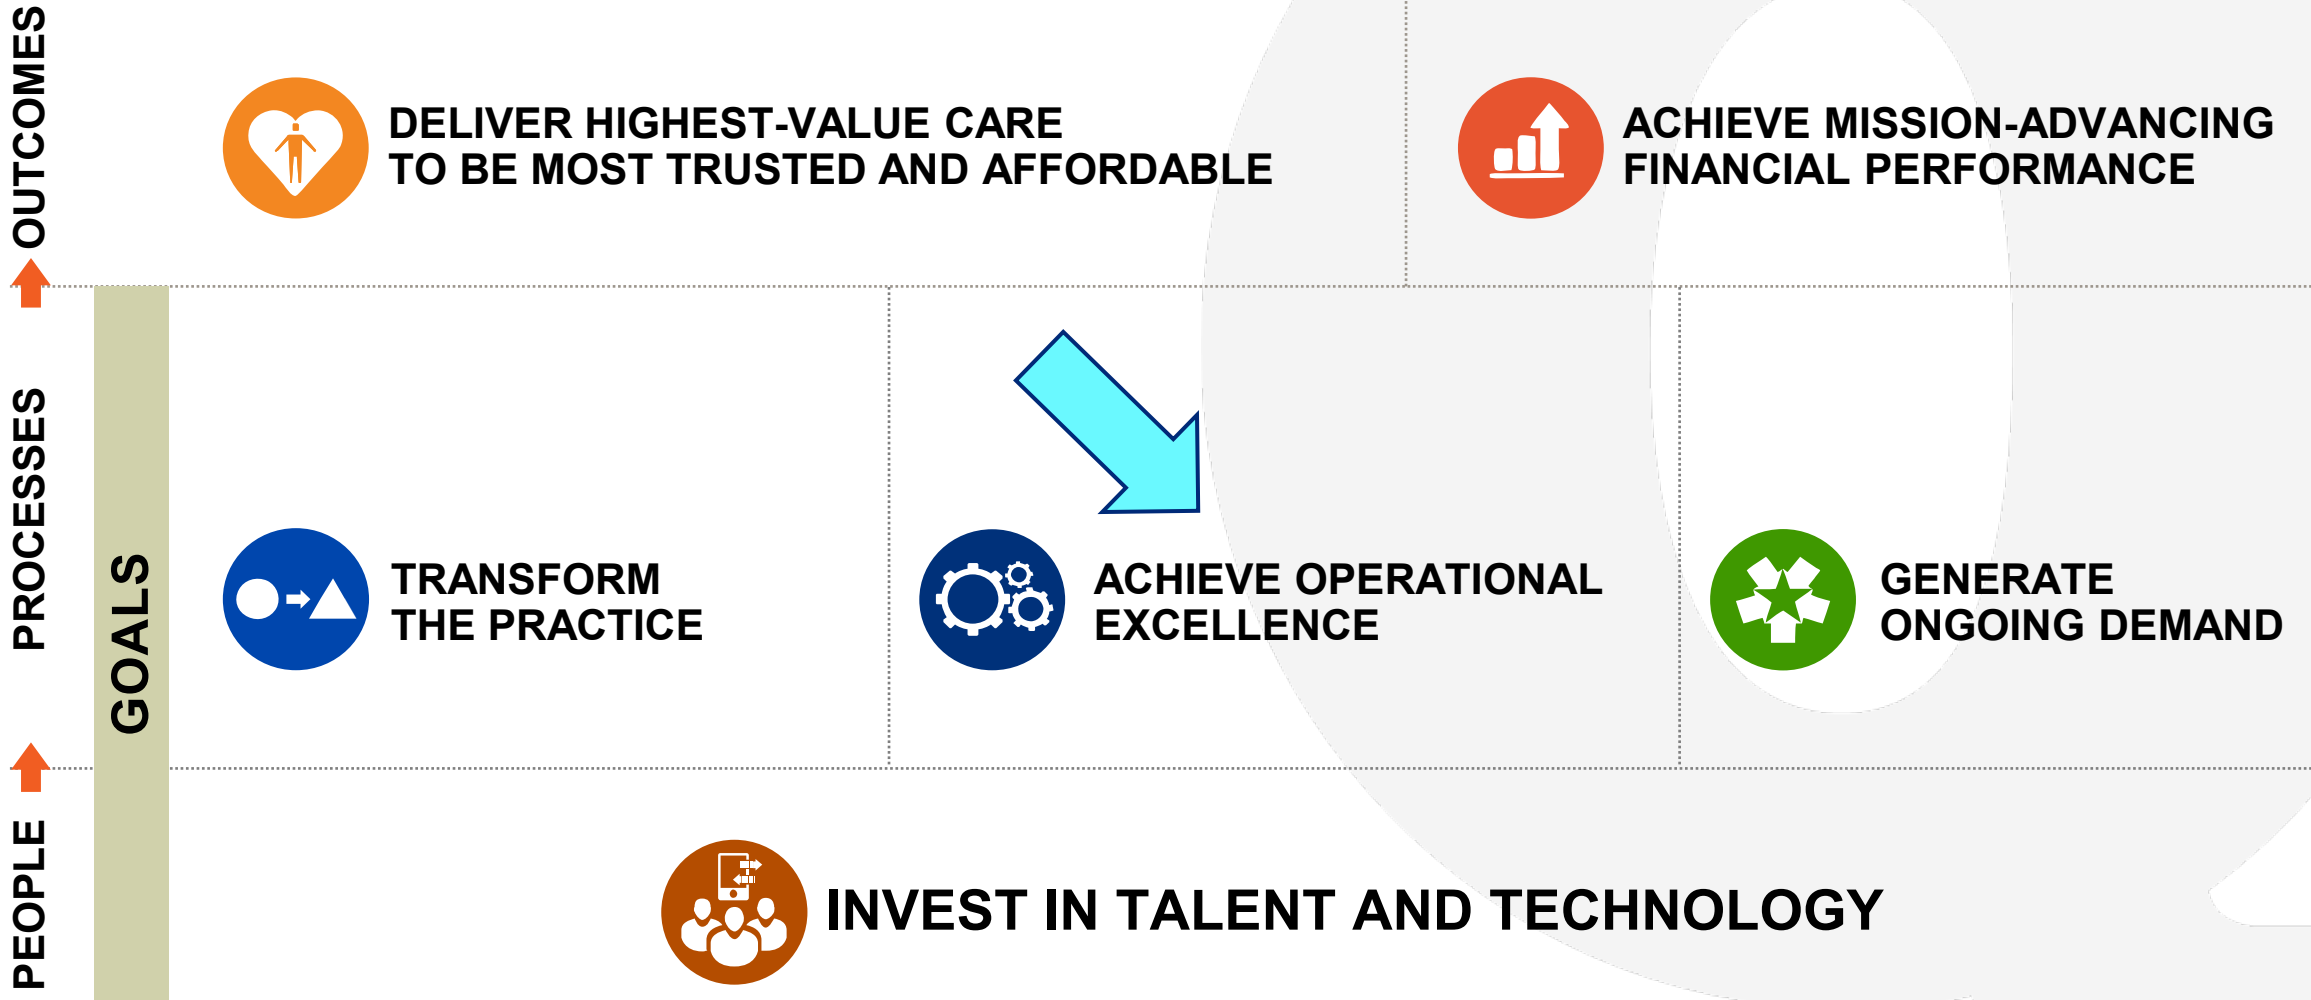 OUTCOMES
DELIVER HIGHEST-VALUE CARE
TO BE MOST TRUSTED AND AFFORDABLE
ACHIEVE MISSION-ADVANCING
FINANCIAL PERFORMANCE
PROCESSES
GOALS
TRANSFORM
THE PRACTICE
ACHIEVE OPERATIONAL
EXCELLENCE
GENERATE
ONGOING DEMAND
PEOPLE
INVEST IN TALENT AND TECHNOLOGY